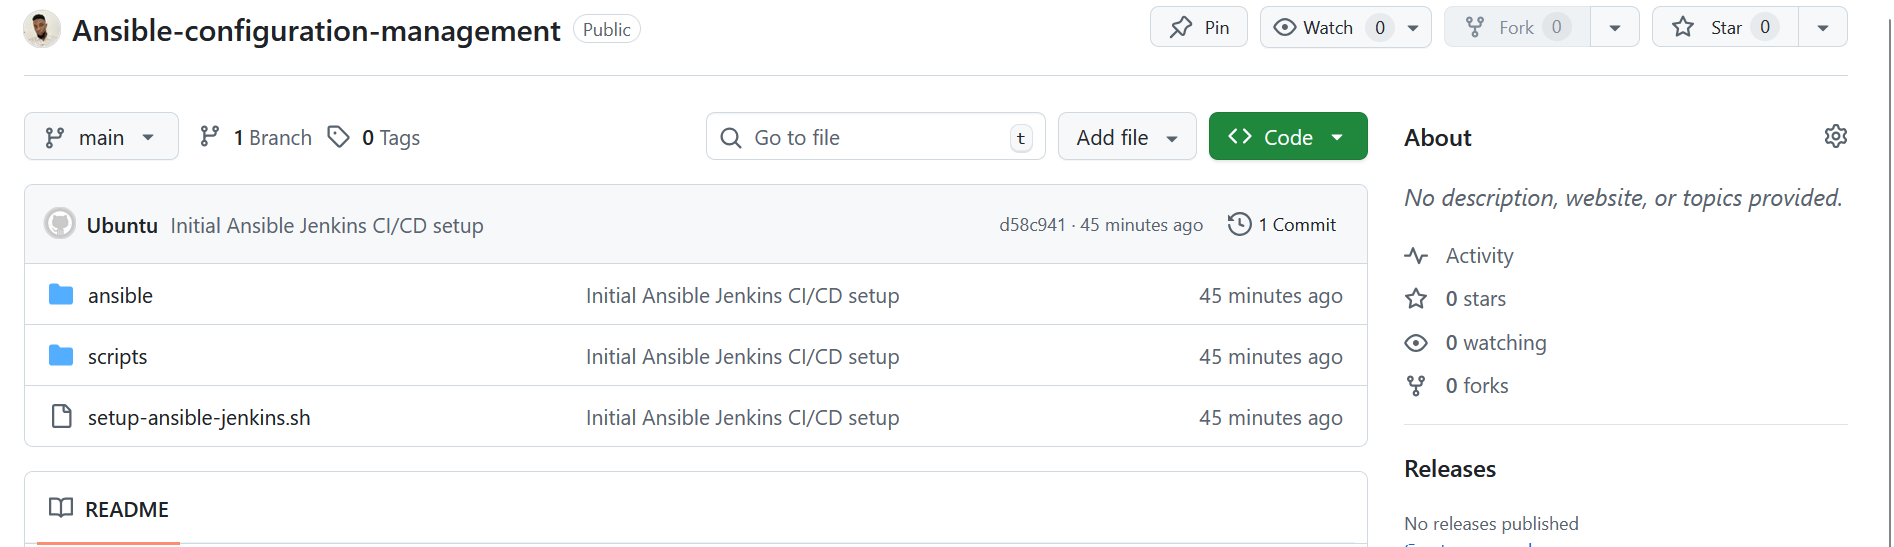 Ansible-configuration-management Public Pin Watch 0 Fork 0 Star 0
main 1 Branch 0 Tags Go to file t Add file Code
Ubuntu Initial Ansible Jenkins CI/CD setup d58c941 · 45 minutes ago 1 Commit
ansible Initial Ansible Jenkins CI/CD setup 45 minutes ago
scripts Initial Ansible Jenkins CI/CD setup 45 minutes ago
setup-ansible-jenkins.sh Initial Ansible Jenkins CI/CD setup 45 minutes ago
README
About
No description, website, or topics provided.
Activity
0 stars
0 watching
0 forks
Releases
No releases published